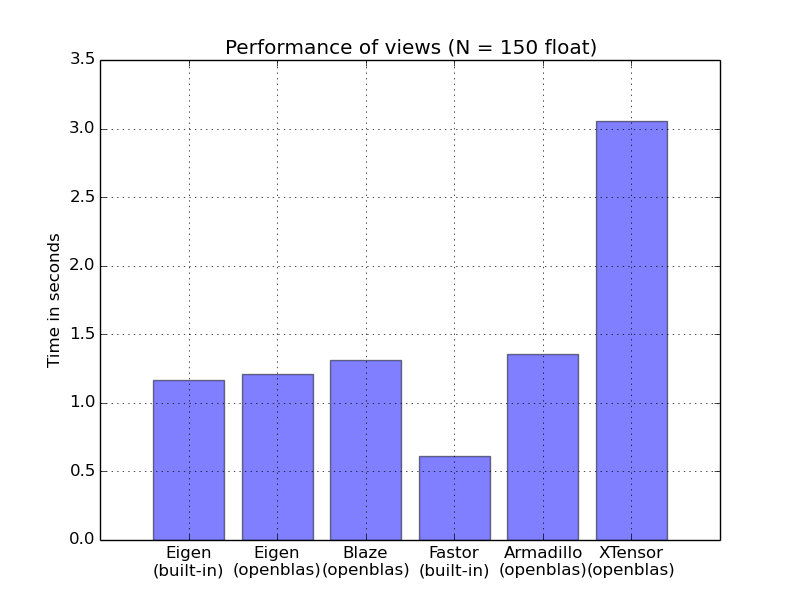 Performance of views (N = 150 float)
3.5
3.0
2.5
2.0
1.5
1.0
0.5
0.0
Time in seconds
Eigen Eigen Blaze Fastor Armadillo XTensor
(built-in) (openblas) (openblas) (built-in) (openblas) (openblas)